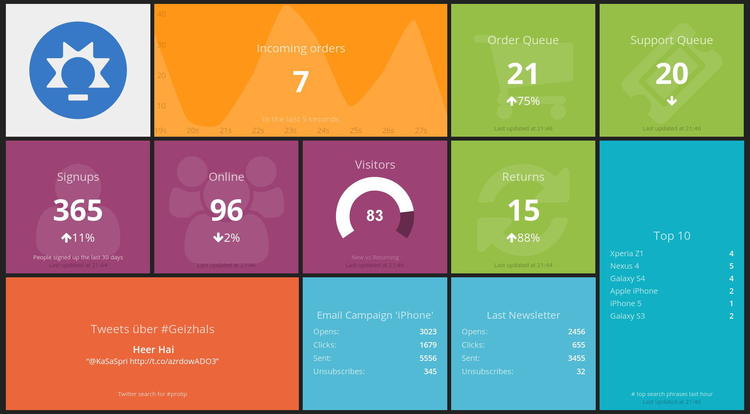 Incoming orders
7
in the last 5 seconds
40
30
20
10
19s 20s 21s 22s 23s 24s 25s 26s 27s
Order Queue
21
75%
Last updated at 21:46
Support Queue
20
Last updated at 21:46
Signups
365
11%
People signed up the last 30 days
Last updated at 21:44
Online
96
2%
Last updated at 21:46
Visitors
83
New vs Returning
Last updated at 21:46
Returns
15
88%
Last updated at 21:44
Top 10
Xperia Z1 4
Nexus 4 5
Galaxy S4 4
Apple iPhone 2
iPhone 5 1
Galaxy S3 2
# top search phrases last hour
Last updated at 21:46
Tweets über #Geizhals
Heer Hai
"@KaSaSpri http://t.co/azrdowADO3"
Twitter search for #protip
Email Campaign 'iPhone'
Opens: 3023
Clicks: 1679
Sent: 5556
Unsubscribes: 345
Last Newsletter
Opens: 2456
Clicks: 655
Sent: 3455
Unsubscribes: 32